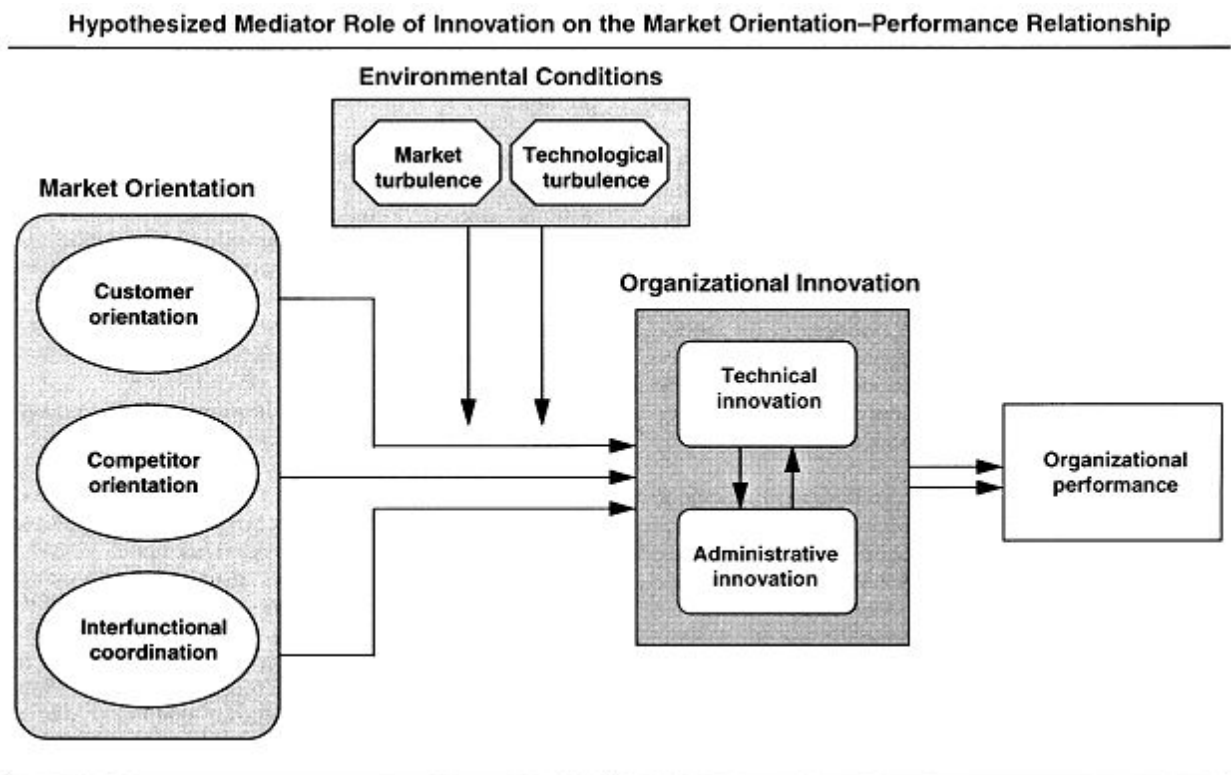 Hypothesized Mediator Role of Innovation on the Market Orientation–Performance Relationship
Environmental Conditions
Market
turbulence
Technological
turbulence
Market Orientation
Customer
orientation
Competitor
orientation
Interfunctional
coordination
Organizational Innovation
Technical
innovation
Administrative
innovation
Organizational
performance